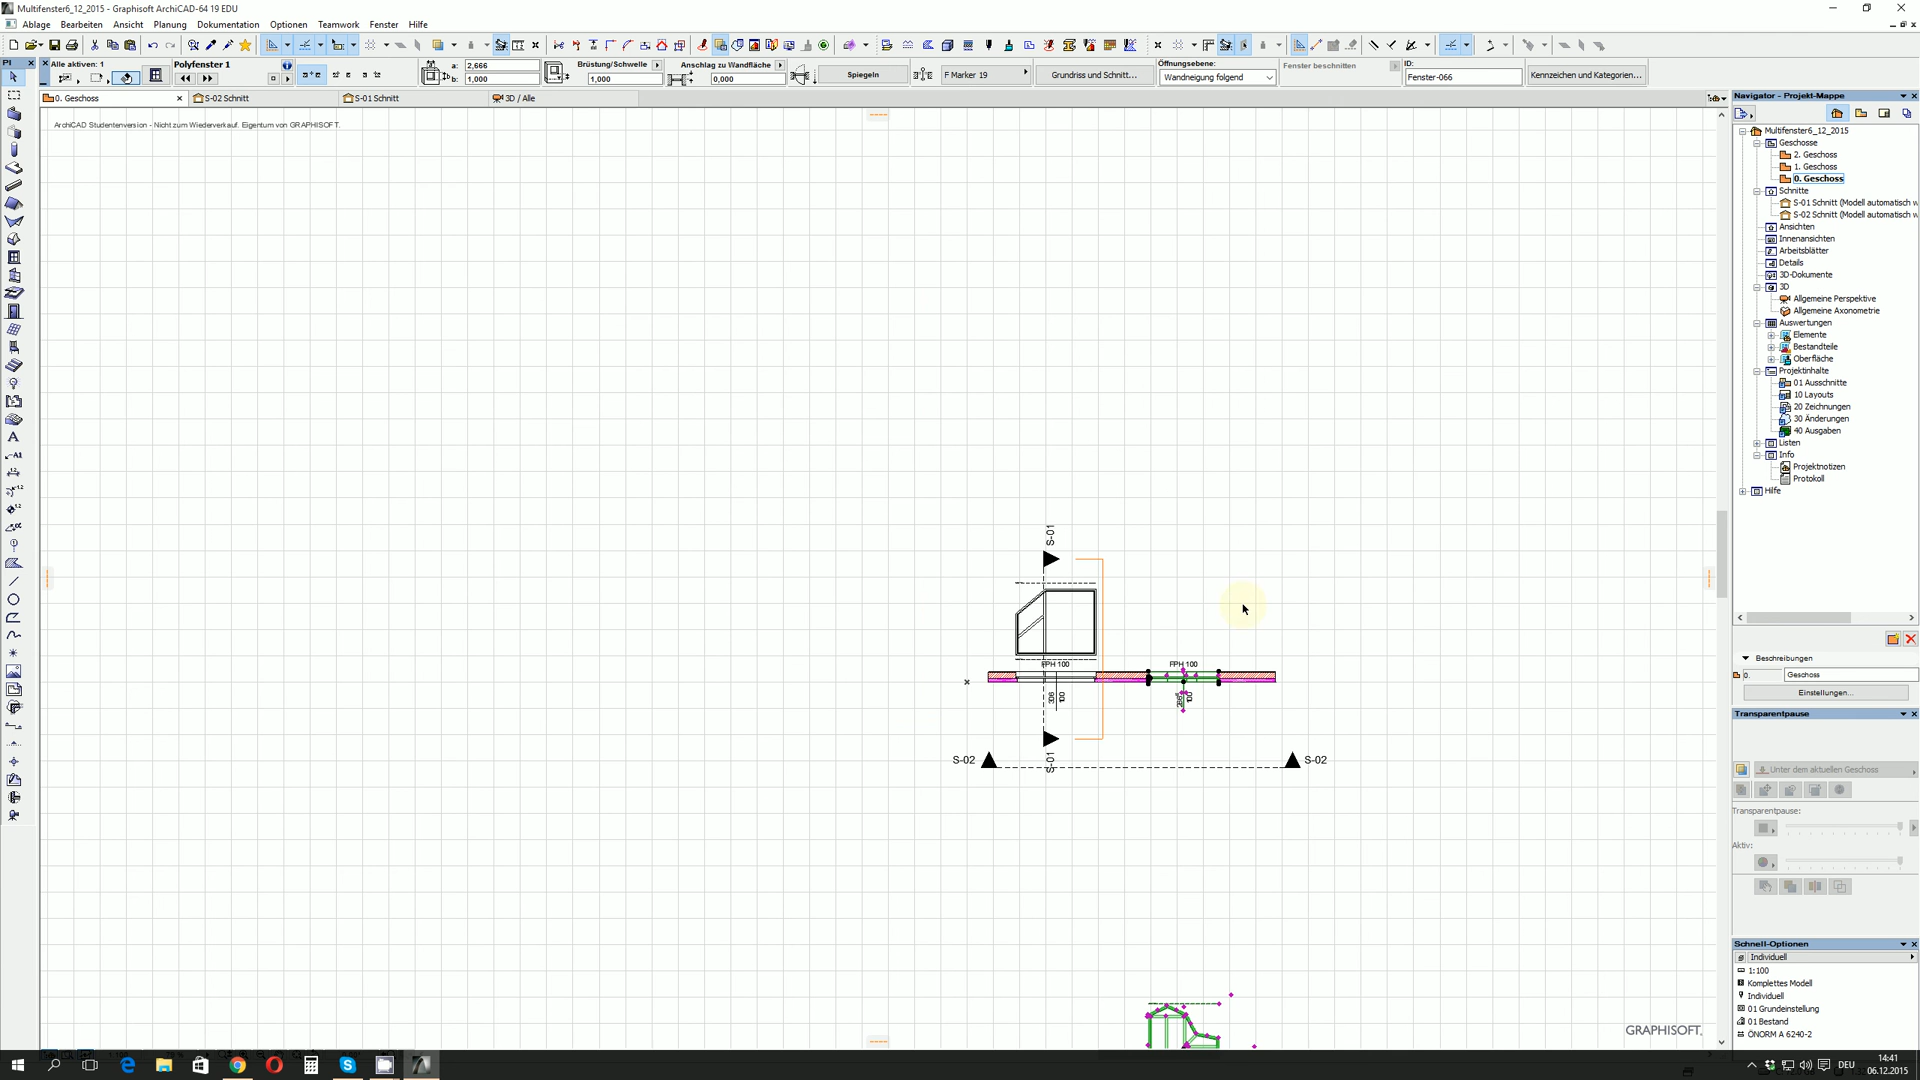 Multifenster6_12_2015 - Graphisoft ArchiCAD-64 19 EDU
Ablage Bearbeiten Ansicht Planung Dokumentation Optionen Teamwork Fenster Hilfe
Alle aktiven: 1
Polyfenster 1
a: 2,666
b: 1,000
Brüstung/Schwelle
1,000
Anschlag zu Wandfläche
0,000
Spiegeln
F Marker 19
Grundriss und Schnitt...
Öffnungsebene:
Wandneigung folgend
Fenster beschnitten
ID:
Fenster-066
Kennzeichen und Kategorien...
0. Geschoss
S-02 Schnitt
S-01 Schnitt
3D / Alle
ArchiCAD Studentenversion - Nicht zum Wiederverkauf. Eigentum von GRAPHISOFT.
S-01
FPH 100
FPH 100
306
100
100
S-02
S-01
S-02
GRAPHISOFT.
Navigator - Projekt-Mappe
Multifenster6_12_2015
Geschosse
2. Geschoss
1. Geschoss
0. Geschoss
Schnitte
S-01 Schnitt (Modell automatisch w
S-02 Schnitt (Modell automatisch w
Ansichten
Innenansichten
Arbeitsblätter
Details
3D-Dokumente
3D
Allgemeine Perspektive
Allgemeine Axonometrie
Auswertungen
Elemente
Bestandteile
Oberfläche
Projektinhalte
01 Ausschnitte
10 Layouts
20 Zeichnungen
30 Änderungen
40 Ausgaben
Listen
Info
Projektnotizen
Protokoll
Hilfe
Beschreibungen
0.
Geschoss
Einstellungen...
Transparentpause
Unter dem aktuellen Geschoss
Transparentpause:
Aktiv:
Schnell-Optionen
Individuell
1:100
Komplettes Modell
Individuell
01 Grundeinstellung
01 Bestand
ÖNORM A 6240-2
DEU
14:41
06.12.2015